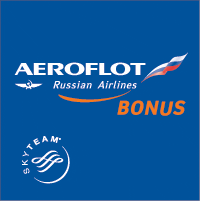 AEROFLOT
Russian Airlines
BONUS
SKYTEAM